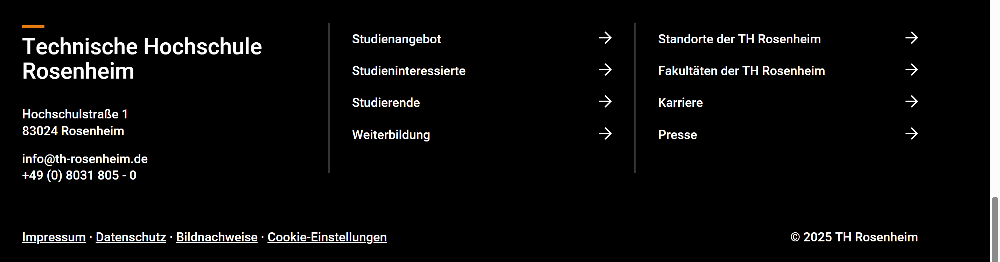 Technische Hochschule
Rosenheim
Hochschulstraße 1
83024 Rosenheim
info@th-rosenheim.de
+49 (0) 8031 805 - 0
Studienangebot
Studieninteressierte
Studierende
Weiterbildung
Standorte der TH Rosenheim
Fakultäten der TH Rosenheim
Karriere
Presse
Impressum · Datenschutz · Bildnachweise · Cookie-Einstellungen
© 2025 TH Rosenheim